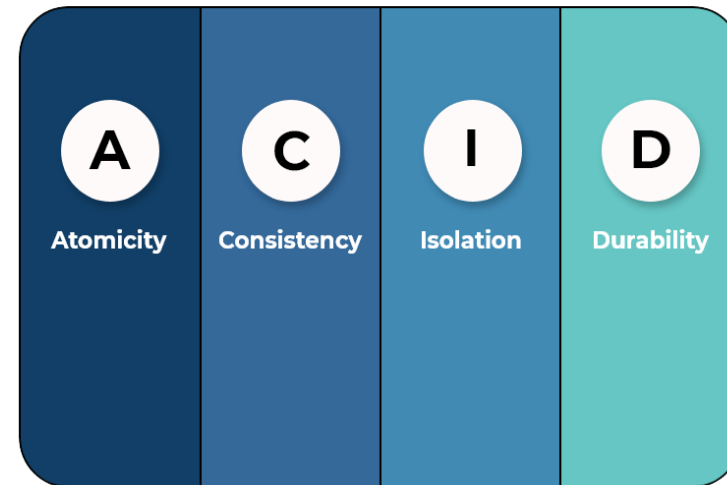 A
Atomicity
C
Consistency
I
Isolation
D
Durability